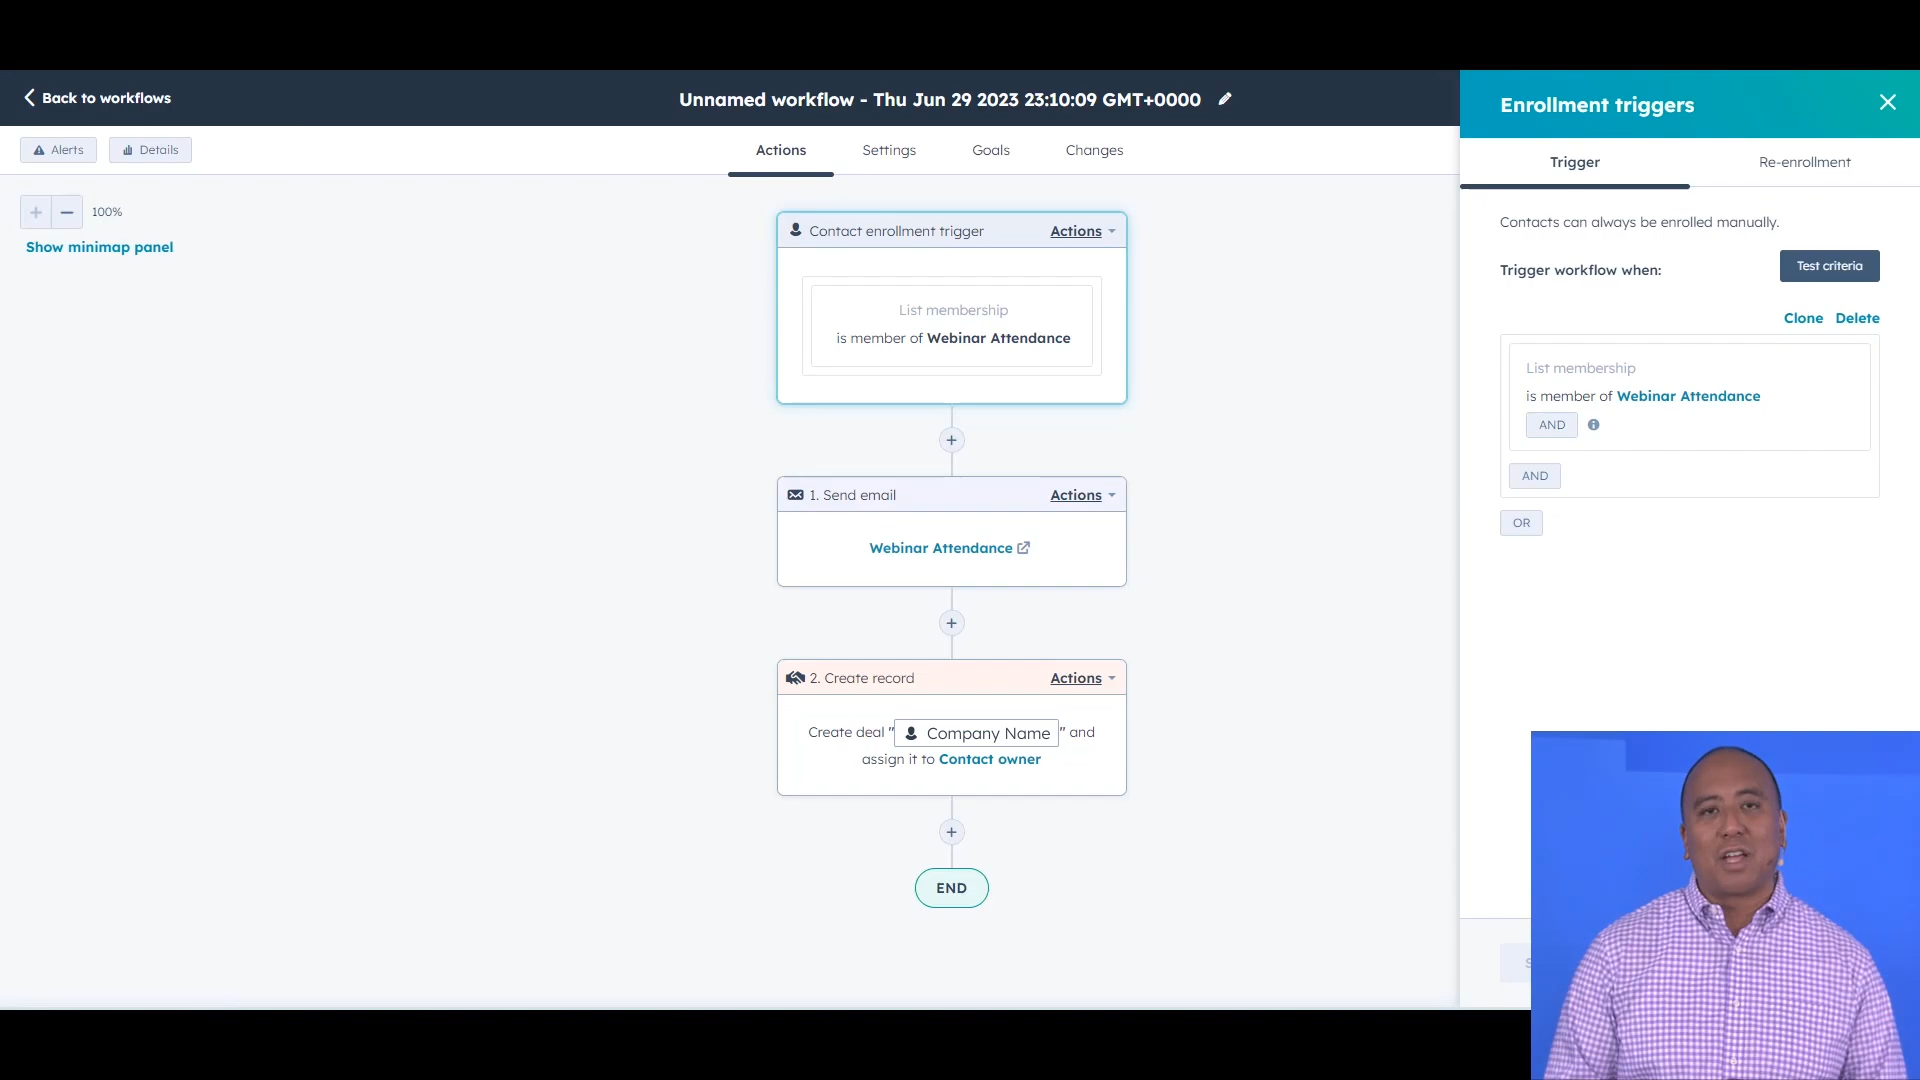 Back to workflows
Unnamed workflow - Thu Jun 29 2023 23:10:09 GMT+0000
Alerts
Details
Actions
Settings
Goals
Changes
100%
Show minimap panel
Contact enrollment trigger
Actions
List membership
is member of Webinar Attendance
1. Send email
Actions
Webinar Attendance
2. Create record
Actions
Create deal " Company Name " and
assign it to Contact owner
END
Enrollment triggers
Trigger
Re-enrollment
Contacts can always be enrolled manually.
Trigger workflow when:
Test criteria
Clone Delete
List membership
is member of Webinar Attendance
AND
AND
OR